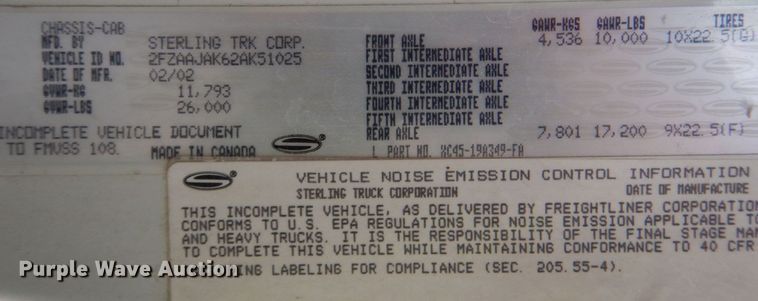 CHASSIS-CAB GAWR-KGS GAWR-LBS TIRES
MFD. BY STERLING TRK CORP. FRONT AXLE 4,536 10,000 10X22.5(G)
VEHICLE ID NO. 2FZAAJAK62AK51025 FIRST INTERMEDIATE AXLE
DATE OF MFR. 02/02 SECOND INTERMEDIATE AXLE
GVWR-KG 11,793 THIRD INTERMEDIATE AXLE
GVWR-LBS 26,000 FOURTH INTERMEDIATE AXLE
FIFTH INTERMEDIATE AXLE
INCOMPLETE VEHICLE DOCUMENT REAR AXLE 7,801 17,200 9X22.5(F)
TO FMVSS 108. MADE IN CANADA L PART NO. XC45-19A349-FA
VEHICLE NOISE EMISSION CONTROL INFORMATION
STERLING TRUCK CORPORATION DATE OF MANUFACTURE
THIS INCOMPLETE VEHICLE, AS DELIVERED BY FREIGHTLINER CORPORATION
CONFORMS TO U.S. EPA REGULATIONS FOR NOISE EMISSION APPLICABLE TO
AND HEAVY TRUCKS. IT IS THE RESPONSIBILITY OF THE FINAL STAGE MAN
TO COMPLETE THIS VEHICLE WHILE MAINTAINING CONFORMANCE TO 40 CFR
LABELING FOR COMPLIANCE (SEC. 205.55-4).
Purple Wave Auction